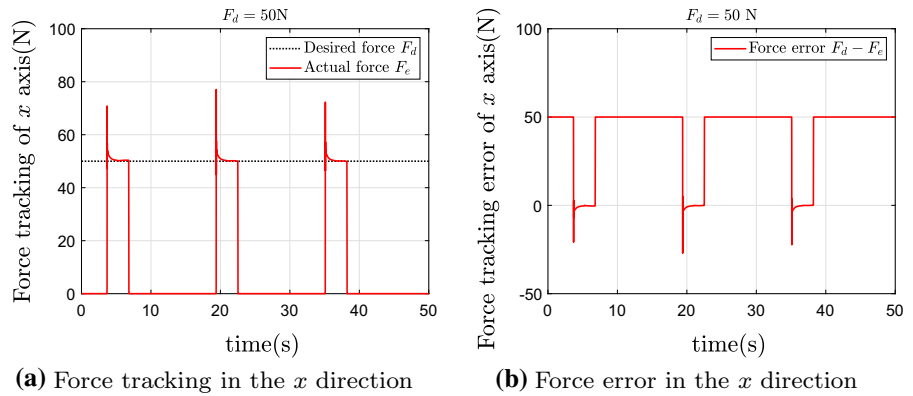 F_d = 50N
Force tracking of x axis(N)
100
80
60
40
20
0
Desired force F_d
Actual force F_e
0 10 20 30 40 50
time(s)
(a) Force tracking in the x direction
F_d = 50 N
Force tracking error of x axis(N)
100
50
0
-50
Force error F_d − F_e
0 10 20 30 40 50
time(s)
(b) Force error in the x direction